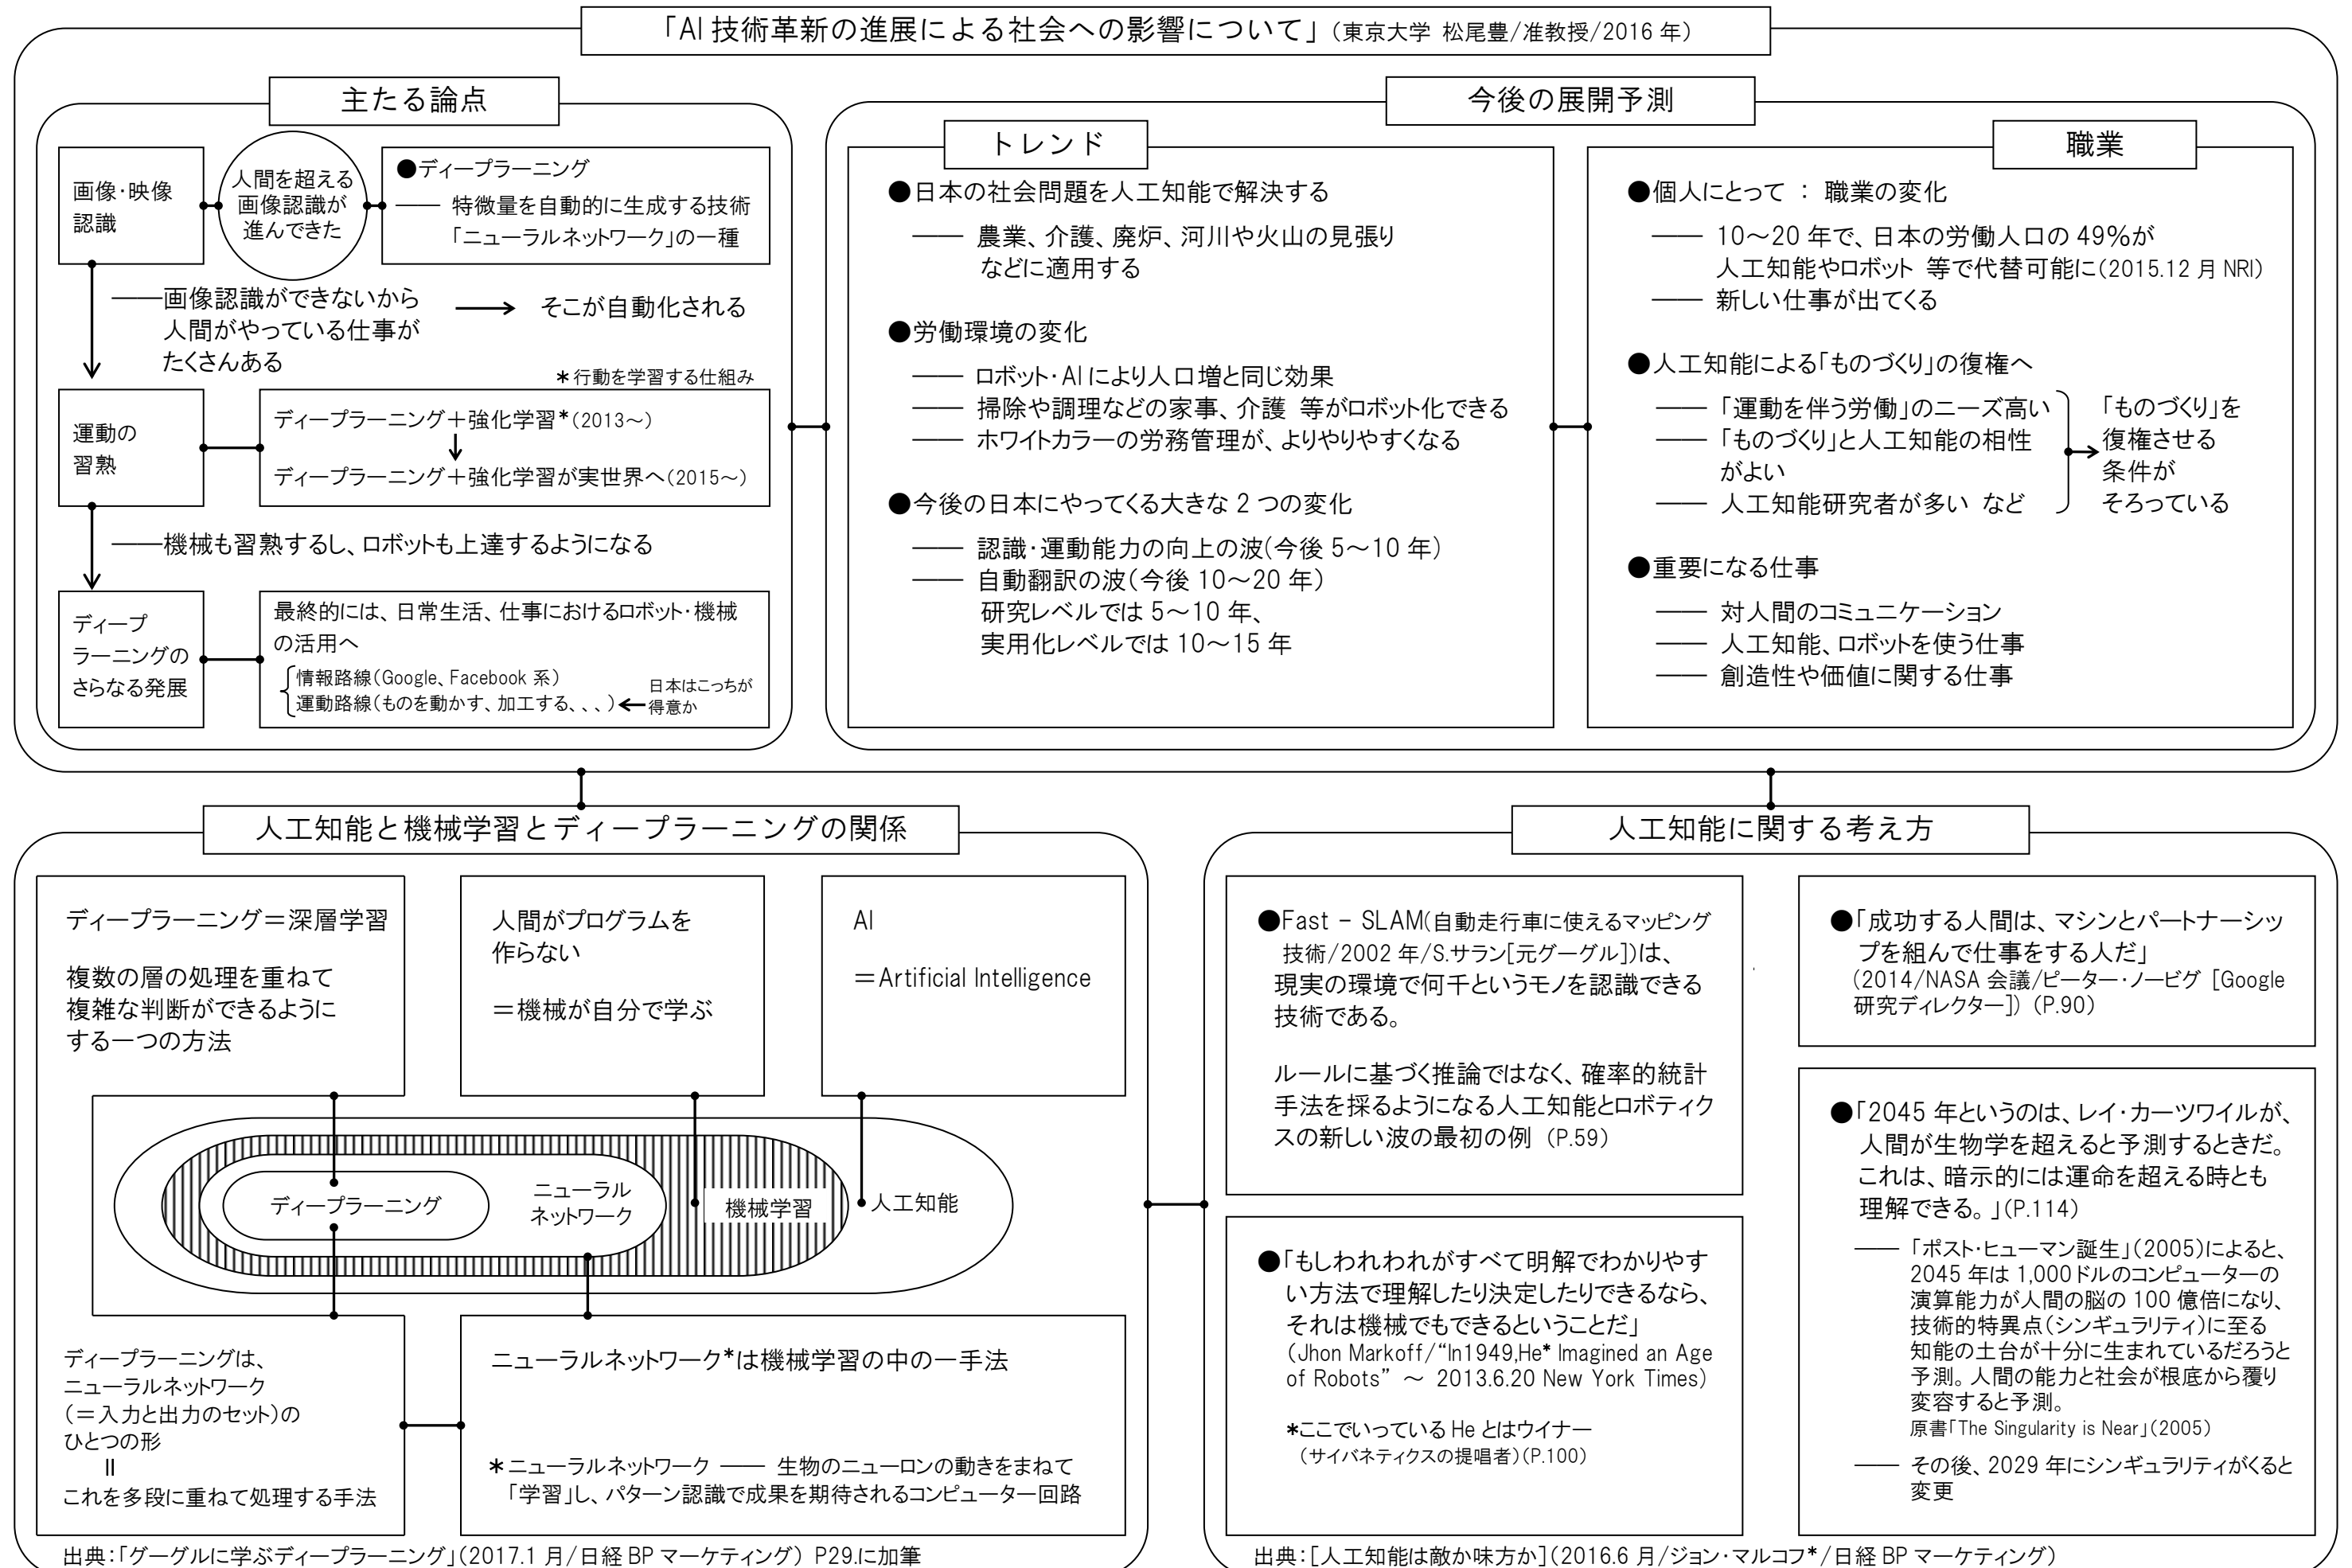 「AI技術革新の進展による社会への影響について」（東京大学 松尾豊/准教授/2016年）
主たる論点
画像・映像
認識
人間を超える
画像認識が
進んできた
●ディープラーニング
── 特徴量を自動的に生成する技術
「ニューラルネットワーク」の一種
──画像認識ができないから
人間がやっている仕事が
たくさんある
そこが自動化される
＊行動を学習する仕組み
運動の
習熟
ディープラーニング＋強化学習＊（2013～）
ディープラーニング＋強化学習が実世界へ（2015～）
──機械も習熟するし、ロボットも上達するようになる
ディープ
ラーニングの
さらなる発展
最終的には、日常生活、仕事におけるロボット・機械
の活用へ
情報路線（Google、Facebook系）
運動路線（ものを動かす、加工する、、、）
日本はこっちが
得意か
今後の展開予測
トレンド
●日本の社会問題を人工知能で解決する
── 農業、介護、廃炉、河川や火山の見張り
などに適用する
●労働環境の変化
── ロボット・AIにより人口増と同じ効果
── 掃除や調理などの家事、介護 等がロボット化できる
── ホワイトカラーの労務管理が、よりやりやすくなる
●今後の日本にやってくる大きな2つの変化
── 認識・運動能力の向上の波（今後5～10年）
── 自動翻訳の波（今後10～20年）
研究レベルでは5～10年、
実用化レベルでは10～15年
職業
●個人にとって ： 職業の変化
── 10～20年で、日本の労働人口の49％が
人工知能やロボット 等で代替可能に（2015.12月NRI）
── 新しい仕事が出てくる
●人工知能による「ものづくり」の復権へ
── 「運動を伴う労働」のニーズ高い
── 「ものづくり」と人工知能の相性
がよい
── 人工知能研究者が多い など
「ものづくり」を
復権させる
条件が
そろっている
●重要になる仕事
── 対人間のコミュニケーション
── 人工知能、ロボットを使う仕事
── 創造性や価値に関する仕事
人工知能と機械学習とディープラーニングの関係
ディープラーニング＝深層学習
複数の層の処理を重ねて
複雑な判断ができるように
する一つの方法
人間がプログラムを
作らない
＝機械が自分で学ぶ
AI
＝Artificial Intelligence
ディープラーニング
ニューラル
ネットワーク
機械学習
人工知能
ディープラーニングは、
ニューラルネットワーク
（＝入力と出力のセット）の
ひとつの形
＝
これを多段に重ねて処理する手法
ニューラルネットワーク＊は機械学習の中の一手法
＊ニューラルネットワーク ── 生物のニューロンの動きをまねて
「学習」し、パターン認識で成果を期待されるコンピューター回路
出典：「グーグルに学ぶディープラーニング」（2017.1月/日経BPマーケティング） P29.に加筆
人工知能に関する考え方
●Fast － SLAM（自動走行車に使えるマッピング
技術/2002年/S.サラン[元グーグル]）は、
現実の環境で何千というモノを認識できる
技術である。
ルールに基づく推論ではなく、確率的統計
手法を採るようになる人工知能とロボティク
スの新しい波の最初の例 （P.59）
●「もしわれわれがすべて明解でわかりやす
い方法で理解したり決定したりできるなら、
それは機械でもできるということだ」
（Jhon Markoff/“In1949,He＊ Imagined an Age
of Robots” ～ 2013.6.20 New York Times）
＊ここでいっているHeとはウイナー
（サイバネティクスの提唱者）（P.100）
●「成功する人間は、マシンとパートナーシッ
プを組んで仕事をする人だ」
（2014/NASA会議/ピーター・ノービグ [Google
研究ディレクター]） （P.90）
●「2045年というのは、レイ・カーツワイルが、
人間が生物学を超えると予測するときだ。
これは、暗示的には運命を超える時とも
理解できる。」（P.114）
── 「ポスト・ヒューマン誕生」（2005）によると、
2045年は1,000ドルのコンピューターの
演算能力が人間の脳の100億倍になり、
技術的特異点（シンギュラリティ）に至る
知能の土台が十分に生まれているだろうと
予測。人間の能力と社会が根底から覆り
変容すると予測。
原書「The Singularity is Near」（2005）
── その後、2029年にシンギュラリティがくると
変更
出典：[人工知能は敵か味方か]（2016.6月/ジョン・マルコフ＊/日経BPマーケティング）